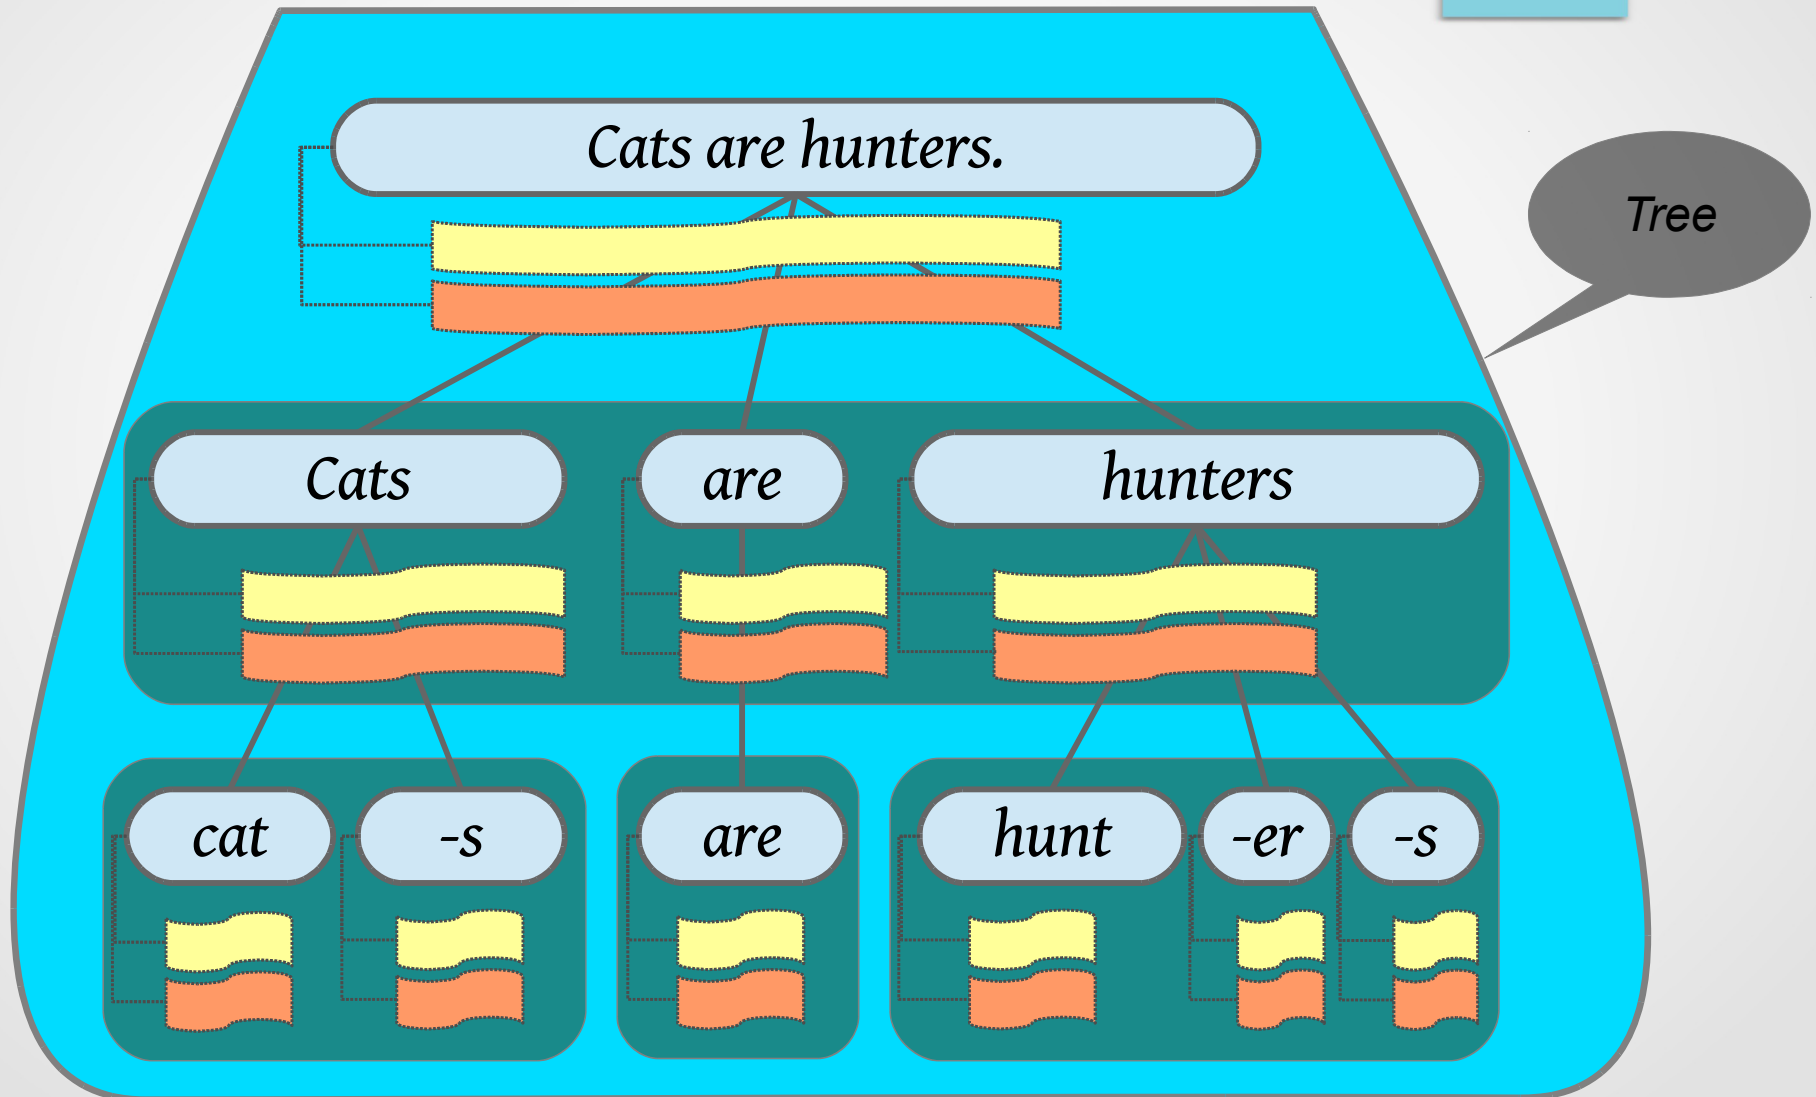 Cats are hunters.
Tree
Cats
are
hunters
cat
-s
are
hunt
-er
-s